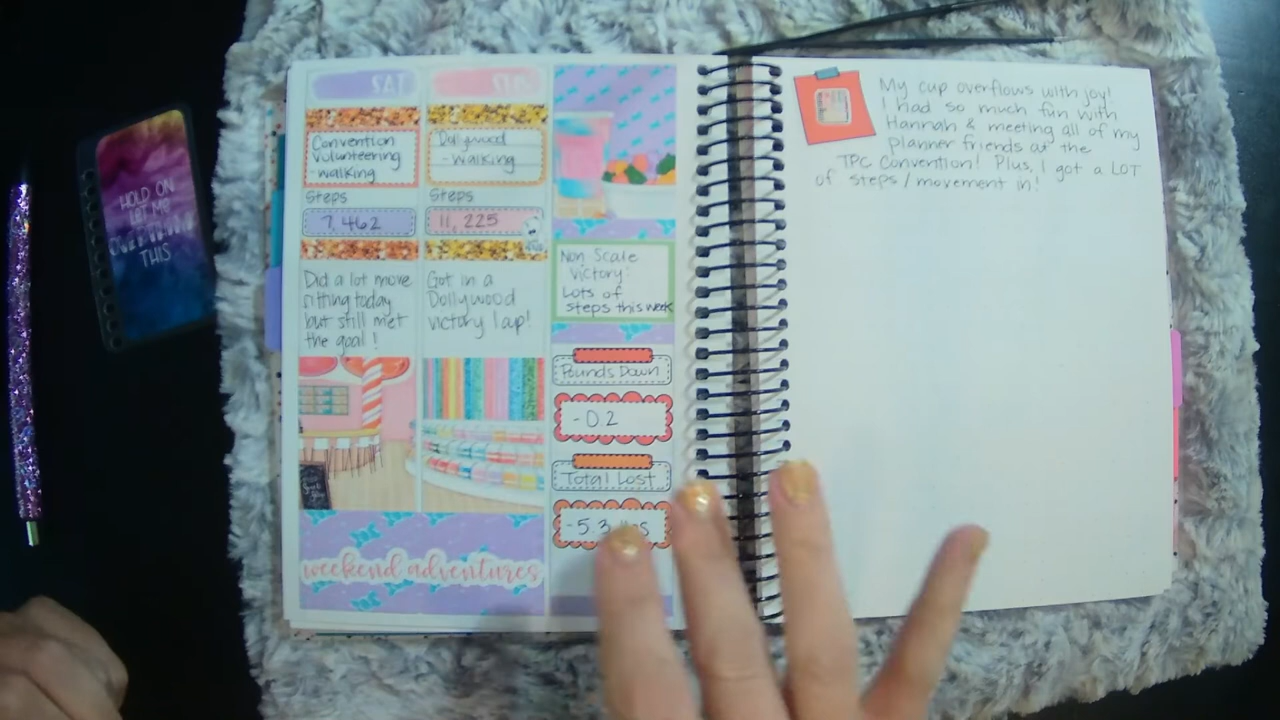 HOLD ON
LET ME
THIS
Convention
Volunteering
-walking
Steps
7,462
Did a lot more
sitting today
but still met
the goal!
Dollywood
- walking
Steps
11,225
Got in a
Dollywood
victory lap!
weekend adventures
Non Scale
Victory:
Lots of
steps this week
Pounds Down
-0.2
Total Lost
-5.3 lbs
My cup overflows with joy!
I had so much fun with
Hannah & meeting all of my
planner friends at the
TPC Convention! Plus, I got a LOT
of steps/movement in!